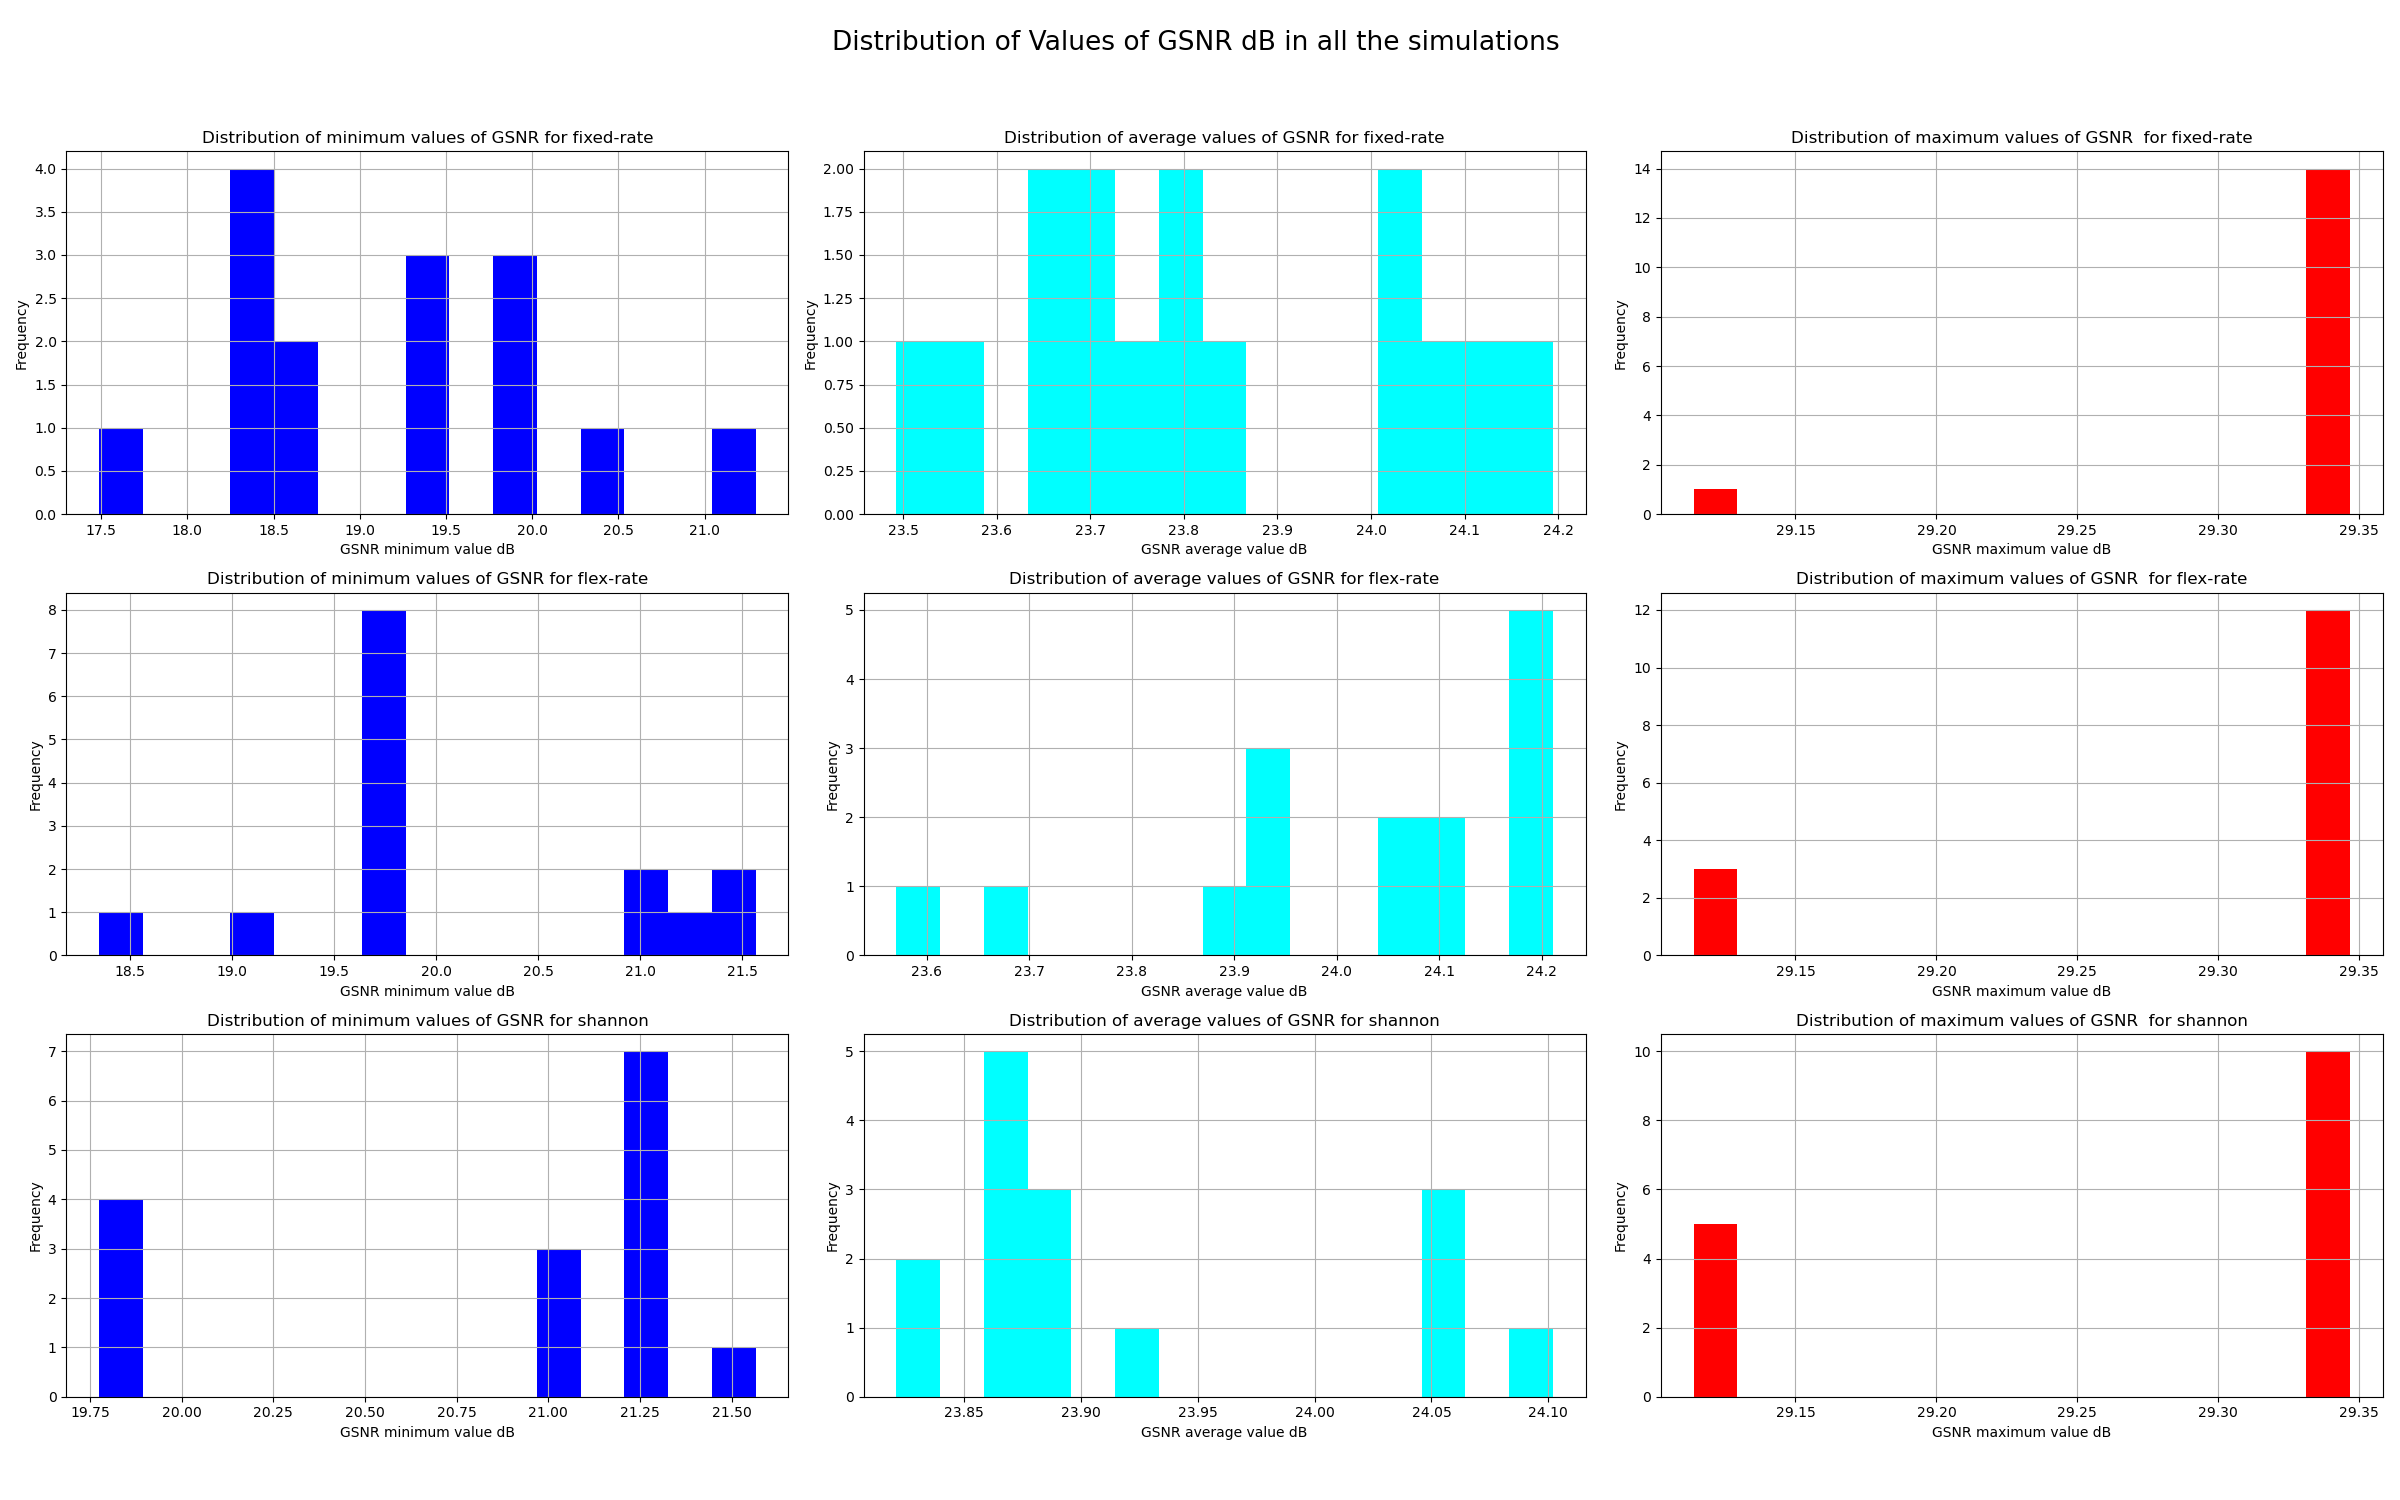 Distribution of Values of GSNR dB in all the simulations
Distribution of minimum values of GSNR for fixed-rate
4.0
3.5
3.0
2.5
2.0
1.5
1.0
0.5
0.0
Frequency
17.5 18.0 18.5 19.0 19.5 20.0 20.5 21.0
GSNR minimum value dB
Distribution of average values of GSNR for fixed-rate
2.00
1.75
1.50
1.25
1.00
0.75
0.50
0.25
0.00
Frequency
23.5 23.6 23.7 23.8 23.9 24.0 24.1 24.2
GSNR average value dB
Distribution of maximum values of GSNR  for fixed-rate
14
12
10
8
6
4
2
0
Frequency
29.15 29.20 29.25 29.30 29.35
GSNR maximum value dB
Distribution of minimum values of GSNR for flex-rate
8
7
6
5
4
3
2
1
0
Frequency
18.5 19.0 19.5 20.0 20.5 21.0 21.5
GSNR minimum value dB
Distribution of average values of GSNR for flex-rate
5
4
3
2
1
0
Frequency
23.6 23.7 23.8 23.9 24.0 24.1 24.2
GSNR average value dB
Distribution of maximum values of GSNR  for flex-rate
12
10
8
6
4
2
0
Frequency
29.15 29.20 29.25 29.30 29.35
GSNR maximum value dB
Distribution of minimum values of GSNR for shannon
7
6
5
4
3
2
1
0
Frequency
19.75 20.00 20.25 20.50 20.75 21.00 21.25 21.50
GSNR minimum value dB
Distribution of average values of GSNR for shannon
5
4
3
2
1
0
Frequency
23.85 23.90 23.95 24.00 24.05 24.10
GSNR average value dB
Distribution of maximum values of GSNR  for shannon
10
8
6
4
2
0
Frequency
29.15 29.20 29.25 29.30 29.35
GSNR maximum value dB